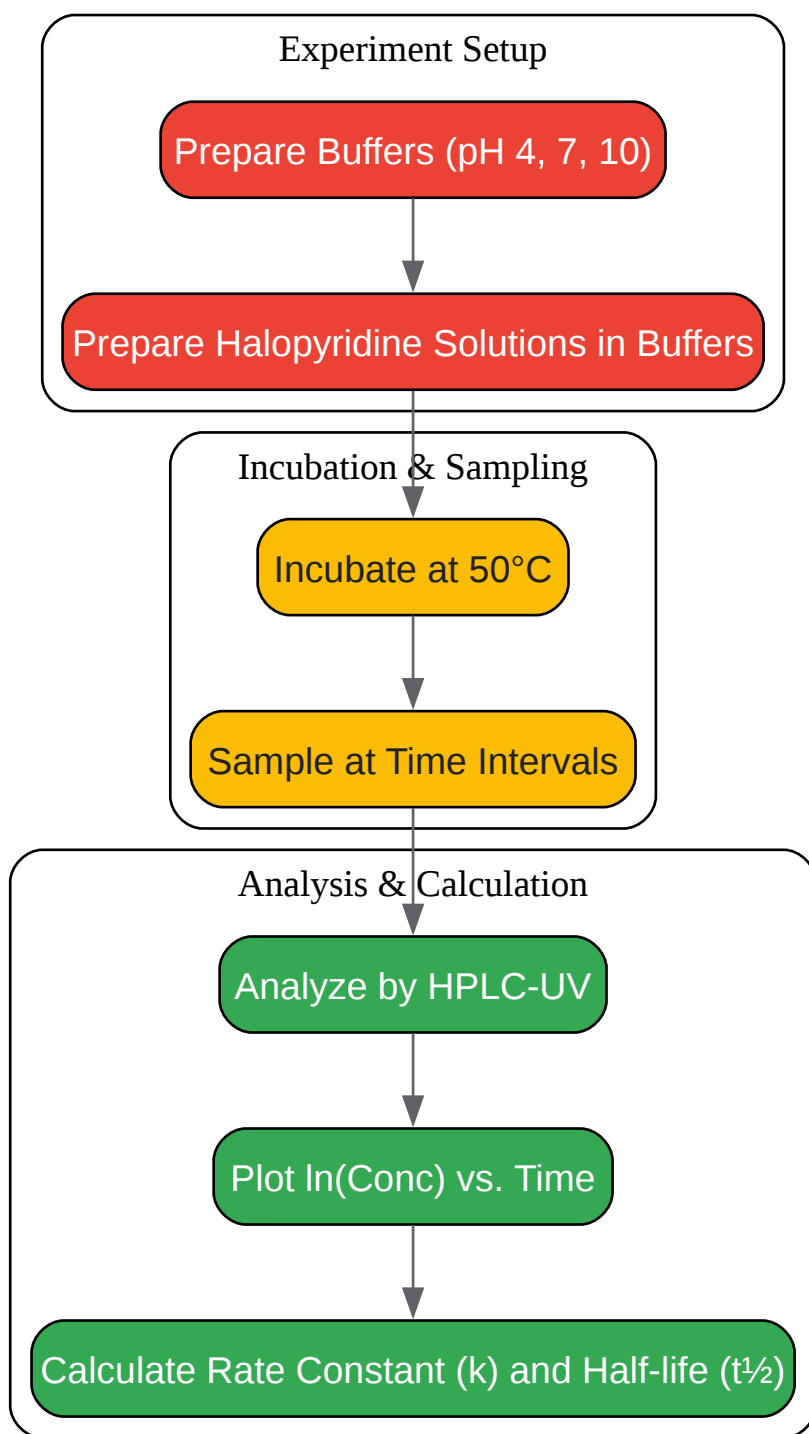 Experiment Setup
Prepare Buffers (pH 4, 7, 10)
Prepare Halopyridine Solutions in Buffers
Incubation & Sampling
Incubate at 50°C
Sample at Time Intervals
Analysis & Calculation
Analyze by HPLC-UV
Plot ln(Conc) vs. Time
Calculate Rate Constant (k) and Half-life (t½)